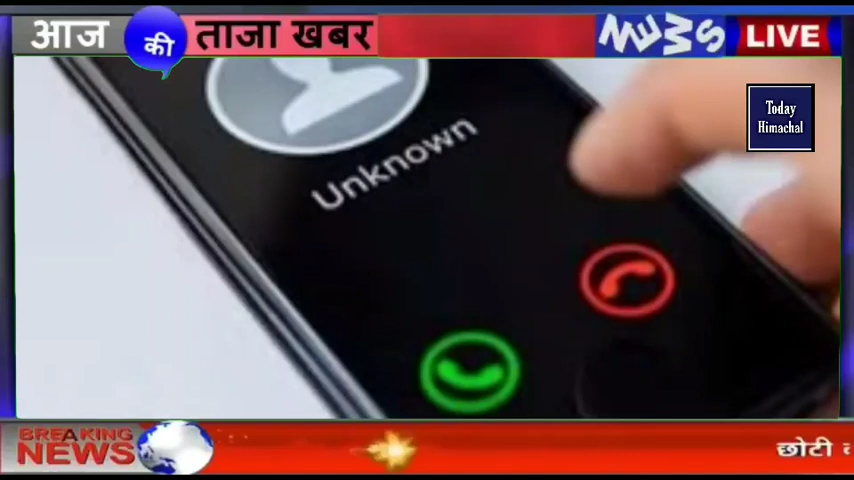 आज की ताजा खबर
NEWS LIVE
Today
Himachal
Unknown
BREAKING
NEWS
छोटी